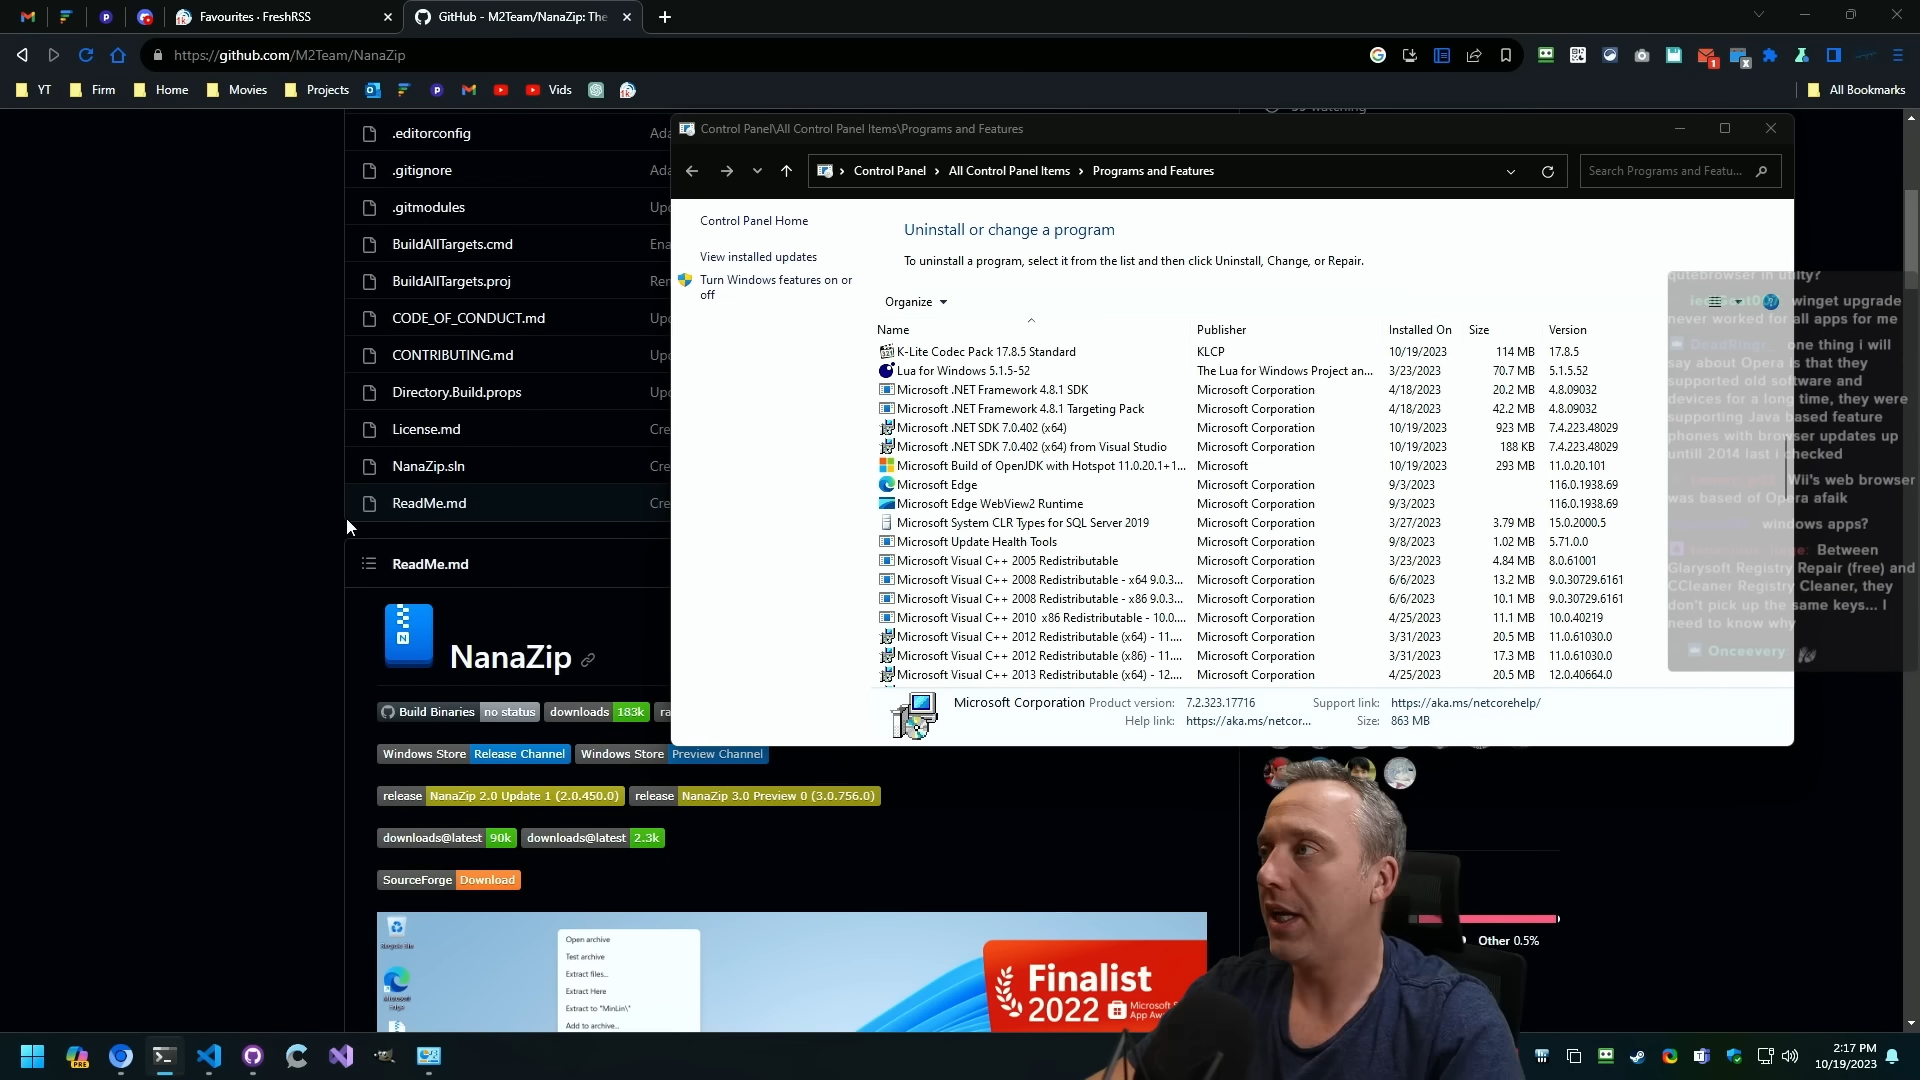 Favourites · FreshRSS
GitHub - M2Team/NanaZip: The
https://github.com/M2Team/NanaZip
YT
Firm
Home
Movies
Projects
Vids
All Bookmarks
.editorconfig
.gitignore
.gitmodules
BuildAllTargets.cmd
BuildAllTargets.proj
CODE_OF_CONDUCT.md
CONTRIBUTING.md
Directory.Build.props
License.md
NanaZip.sln
ReadMe.md
ReadMe.md
NanaZip
Build Binaries no status downloads 183k
Windows Store Release Channel Windows Store Preview Channel
release NanaZip 2.0 Update 1 (2.0.450.0) release NanaZip 3.0 Preview 0 (3.0.756.0)
downloads@latest 90k downloads@latest 2.3k
SourceForge Download
Open archive
Test archive
Extract files...
Extract Here
Extract to "MinLin\"
Add to archive...
Finalist
2022 Microsoft
Other 0.5%
Control Panel\All Control Panel Items\Programs and Features
Control Panel > All Control Panel Items > Programs and Features
Search Programs and Featu...
Control Panel Home
View installed updates
Turn Windows features on or
off
Uninstall or change a program
To uninstall a program, select it from the list and then click Uninstall, Change, or Repair.
Organize
Name Publisher Installed On Size Version
K-Lite Codec Pack 17.8.5 Standard KLCP 10/19/2023 114 MB 17.8.5
Lua for Windows 5.1.5-52 The Lua for Windows Project an... 3/23/2023 70.7 MB 5.1.5.52
Microsoft .NET Framework 4.8.1 SDK Microsoft Corporation 4/18/2023 20.2 MB 4.8.09032
Microsoft .NET Framework 4.8.1 Targeting Pack Microsoft Corporation 4/18/2023 42.2 MB 4.8.09032
Microsoft .NET SDK 7.0.402 (x64) Microsoft Corporation 10/19/2023 923 MB 7.4.223.48029
Microsoft .NET SDK 7.0.402 (x64) from Visual Studio Microsoft Corporation 10/19/2023 188 KB 7.4.223.48029
Microsoft Build of OpenJDK with Hotspot 11.0.20.1+1... Microsoft 10/19/2023 293 MB 11.0.20.101
Microsoft Edge Microsoft Corporation 9/3/2023 116.0.1938.69
Microsoft Edge WebView2 Runtime Microsoft Corporation 9/3/2023 116.0.1938.69
Microsoft System CLR Types for SQL Server 2019 Microsoft Corporation 3/27/2023 3.79 MB 15.0.2000.5
Microsoft Update Health Tools Microsoft Corporation 9/8/2023 1.02 MB 5.71.0.0
Microsoft Visual C++ 2005 Redistributable Microsoft Corporation 3/23/2023 4.84 MB 8.0.61001
Microsoft Visual C++ 2008 Redistributable - x64 9.0.3... Microsoft Corporation 6/6/2023 13.2 MB 9.0.30729.6161
Microsoft Visual C++ 2008 Redistributable - x86 9.0.3... Microsoft Corporation 6/6/2023 10.1 MB 9.0.30729.6161
Microsoft Visual C++ 2010 x86 Redistributable - 10.0.... Microsoft Corporation 4/25/2023 11.1 MB 10.0.40219
Microsoft Visual C++ 2012 Redistributable (x64) - 11.... Microsoft Corporation 3/31/2023 20.5 MB 11.0.61030.0
Microsoft Visual C++ 2012 Redistributable (x86) - 11.... Microsoft Corporation 3/31/2023 17.3 MB 11.0.61030.0
Microsoft Visual C++ 2013 Redistributable (x64) - 12.... Microsoft Corporation 4/25/2023 20.5 MB 12.0.40664.0
Microsoft Corporation Product version: 7.2.323.17716 Support link: https://aka.ms/netcorehelp/
Help link: https://aka.ms/netcor... Size: 863 MB
qutebrowser in utilty?
winget upgrade
never worked for all apps for me
one thing i will
say about Opera is that they
supported old software and
devices for a long time, they were
supporting Java based feature
phones with browser updates up
untill 2014 last i checked
Wii's web browser
was based of Opera afaik
windows apps?
Between
Glarysoft Registry Repair (free) and
CCleaner Registry Cleaner, they
don't pick up the same keys... I
need to know why
Onceevery:
2:17 PM
10/19/2023